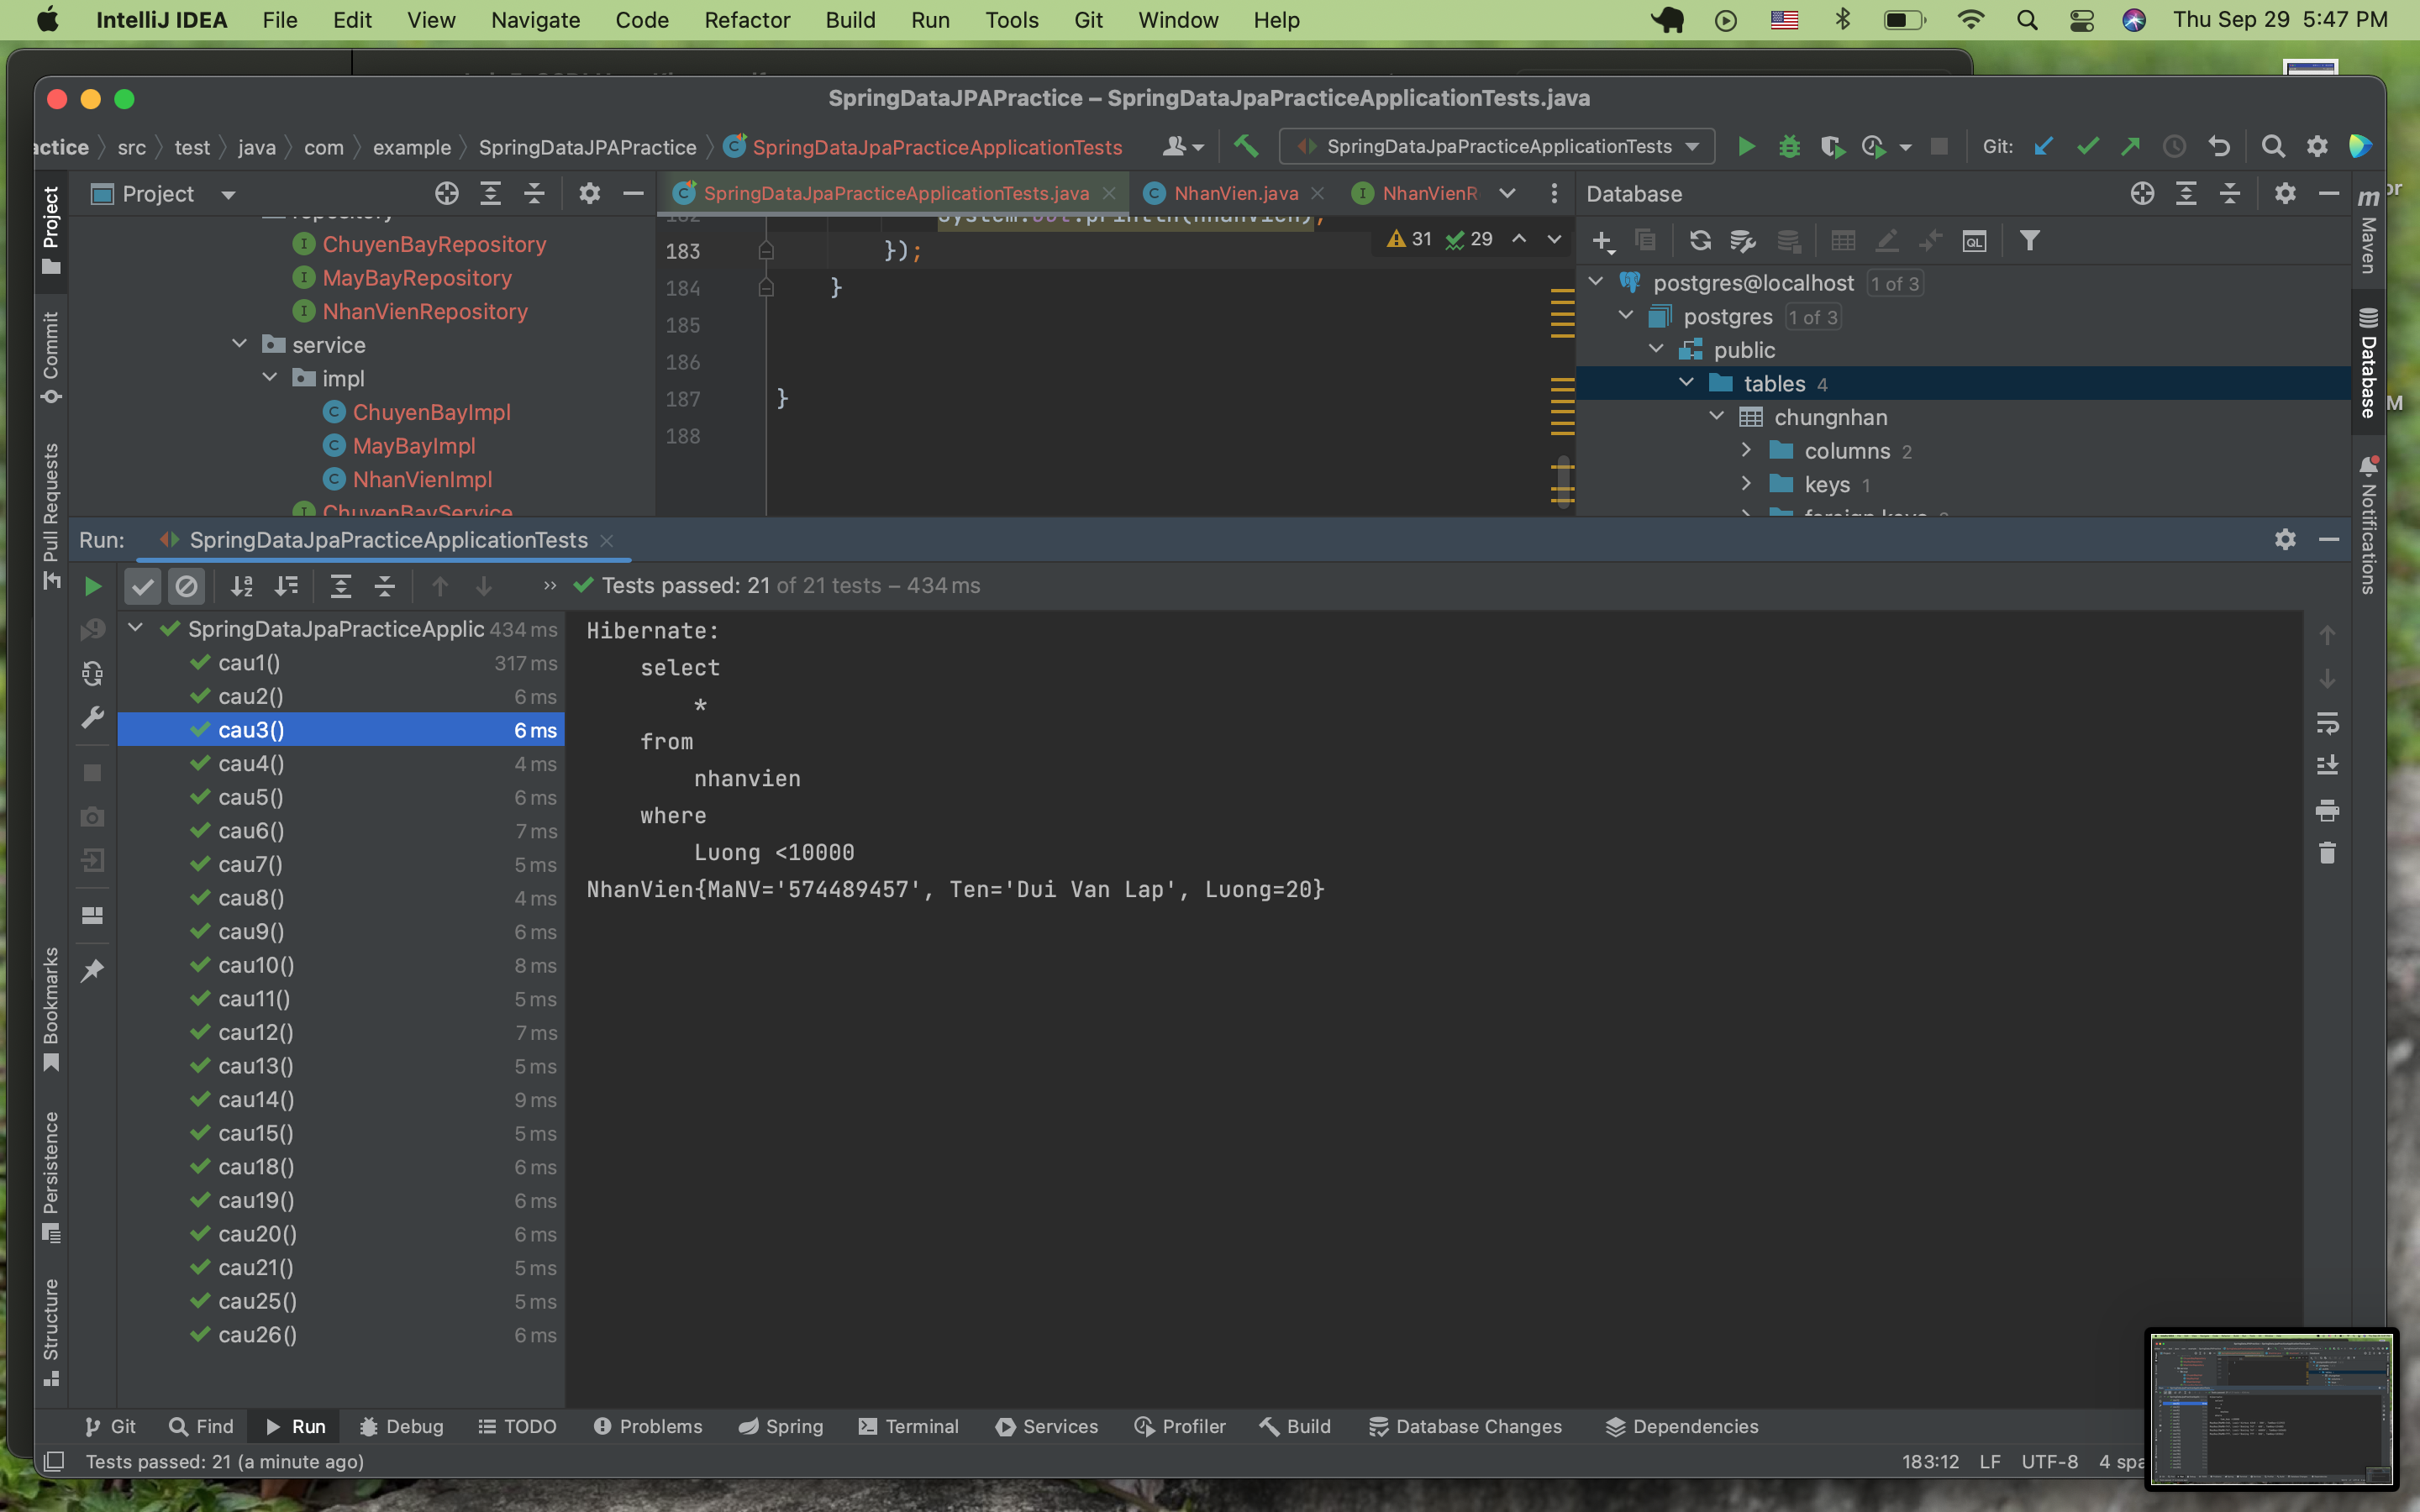 IntelliJ IDEA File Edit View Navigate Code Refactor Build Run Tools Git Window Help Thu Sep 29 5:47 PM
SpringDataJPAPractice – SpringDataJpaPracticeApplicationTests.java
actice src test java com example SpringDataJPAPractice SpringDataJpaPracticeApplicationTests SpringDataJpaPracticeApplicationTests Git:
Project SpringDataJpaPracticeApplicationTests.java NhanVien.java NhanVienR Database
repository
ChuyenBayRepository
MayBayRepository
NhanVienRepository
service
impl
ChuyenBayImpl
MayBayImpl
NhanVienImpl
ChuyenBayService
182 System.out.println(nhanVien);
183 });
184 }
185
186
187 }
188
31 29
postgres@localhost 1 of 3
postgres 1 of 3
public
tables 4
chungnhan
columns 2
keys 1
foreign keys
Project
Commit
Pull Requests
Bookmarks
Persistence
Structure
Maven
Database
Notifications
Run: SpringDataJpaPracticeApplicationTests
Tests passed: 21 of 21 tests – 434 ms
SpringDataJpaPracticeApplic 434 ms
cau1() 317 ms
cau2() 6 ms
cau3() 6 ms
cau4() 4 ms
cau5() 6 ms
cau6() 7 ms
cau7() 5 ms
cau8() 4 ms
cau9() 6 ms
cau10() 8 ms
cau11() 5 ms
cau12() 7 ms
cau13() 5 ms
cau14() 9 ms
cau15() 5 ms
cau18() 6 ms
cau19() 6 ms
cau20() 6 ms
cau21() 5 ms
cau25() 5 ms
cau26() 6 ms
Hibernate:
select
*
from
nhanvien
where
Luong <10000
NhanVien{MaNV='574489457', Ten='Dui Van Lap', Luong=20}
Git Find Run Debug TODO Problems Spring Terminal Services Profiler Build Database Changes Dependencies
Tests passed: 21 (a minute ago) 183:12 LF UTF-8 4 spa